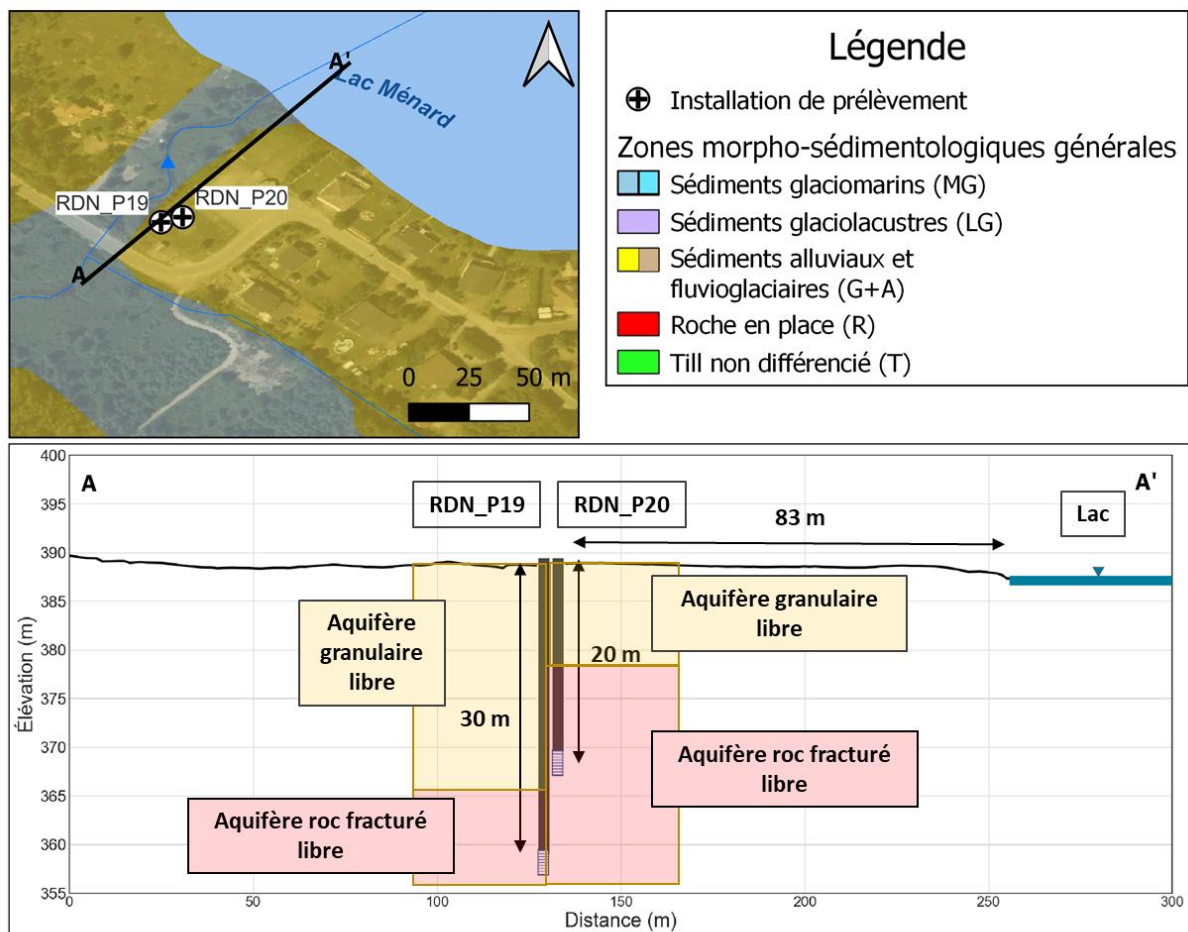 A'
Lac Ménard
RDN_P19
RDN_P20
A
0 25 50 m
Légende
Installation de prélèvement
Zones morpho-sédimentologiques générales
Sédiments glaciomarins (MG)
Sédiments glaciolacustres (LG)
Sédiments alluviaux et
fluvioglaciaires (G+A)
Roche en place (R)
Till non différencié (T)
A
A'
RDN_P19
RDN_P20
83 m
Lac
Aquifère
granulaire
libre
Aquifère granulaire
libre
20 m
30 m
Aquifère roc fracturé
libre
Aquifère roc fracturé
libre
Élévation (m)
400
395
390
385
380
375
370
365
360
355
0 50 100 150 200 250 300
Distance (m)